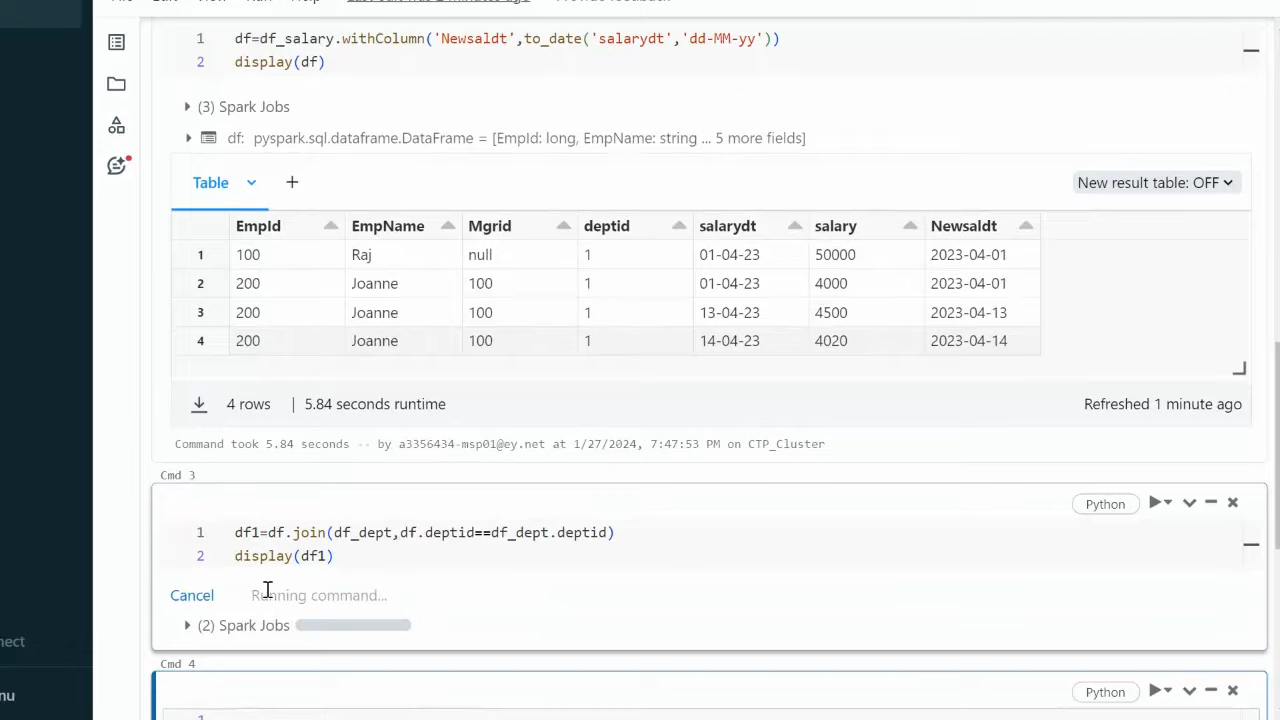 1 df=df_salary.withColumn('Newsaldt',to_date('salarydt','dd-MM-yy'))
2 display(df)
(3) Spark Jobs
df: pyspark.sql.dataframe.DataFrame = [EmpId: long, EmpName: string ... 5 more fields]
Table + New result table: OFF
EmpId EmpName Mgrid deptid salarydt salary Newsaldt
1 100 Raj null 1 01-04-23 50000 2023-04-01
2 200 Joanne 100 1 01-04-23 4000 2023-04-01
3 200 Joanne 100 1 13-04-23 4500 2023-04-13
4 200 Joanne 100 1 14-04-23 4020 2023-04-14
4 rows | 5.84 seconds runtime Refreshed 1 minute ago
Command took 5.84 seconds -- by a3356434-msp01@ey.net at 1/27/2024, 7:47:53 PM on CTP_Cluster
Cmd 3
Python
1 df1=df.join(df_dept,df.deptid==df_dept.deptid)
2 display(df1)
Cancel Running command...
(2) Spark Jobs
nect
Cmd 4
nu
Python